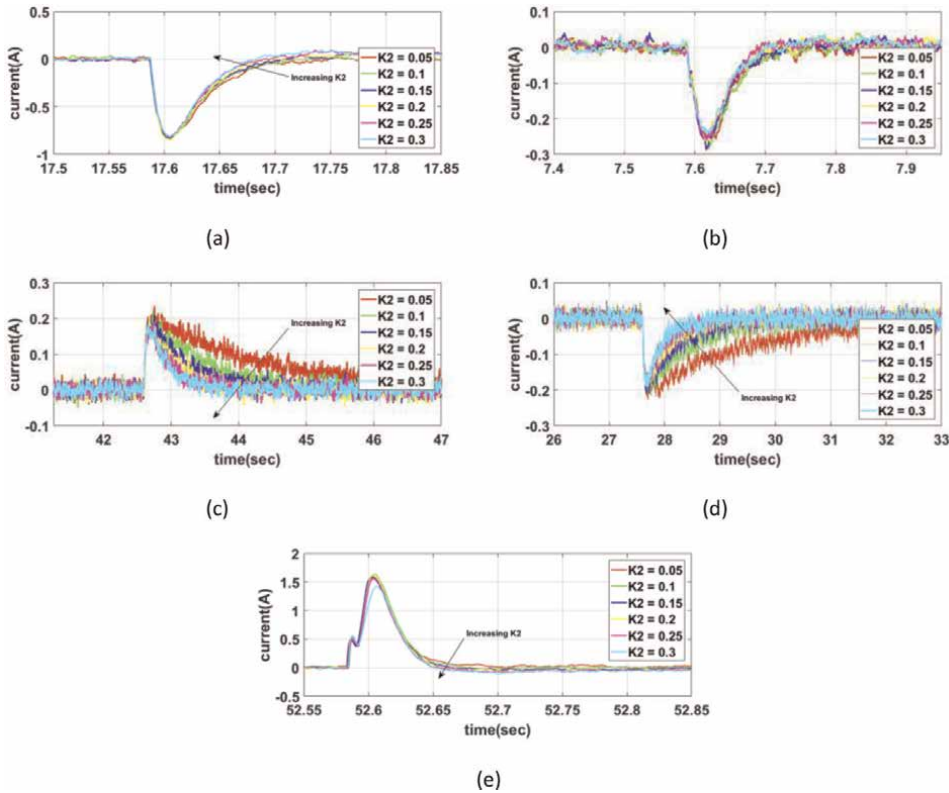 0.5
0
-0.5
-1
current(A)
17.5
17.55
17.6
17.65
17.7
17.75
17.8
17.85
time(sec)
Increasing K2
K2 = 0.05
K2 = 0.1
K2 = 0.15
K2 = 0.2
K2 = 0.25
K2 = 0.3
(a)
0.1
0
-0.1
-0.2
-0.3
current(A)
7.4
7.5
7.6
7.7
7.8
7.9
time(sec)
K2 = 0.05
K2 = 0.1
K2 = 0.15
K2 = 0.2
K2 = 0.25
K2 = 0.3
(b)
0.3
0.2
0.1
0
-0.1
current(A)
42
43
44
45
46
47
time(sec)
Increasing K2
K2 = 0.05
K2 = 0.1
K2 = 0.15
K2 = 0.2
K2 = 0.25
K2 = 0.3
(c)
0.1
0
-0.1
-0.2
-0.3
current(A)
26
27
28
29
30
31
32
33
time(sec)
Increasing K2
K2 = 0.05
K2 = 0.1
K2 = 0.15
K2 = 0.2
K2 = 0.25
K2 = 0.3
(d)
2
1.5
1
0.5
0
-0.5
current(A)
52.55
52.6
52.65
52.7
52.75
52.8
52.85
time(sec)
Increasing K2
K2 = 0.05
K2 = 0.1
K2 = 0.15
K2 = 0.2
K2 = 0.25
K2 = 0.3
(e)